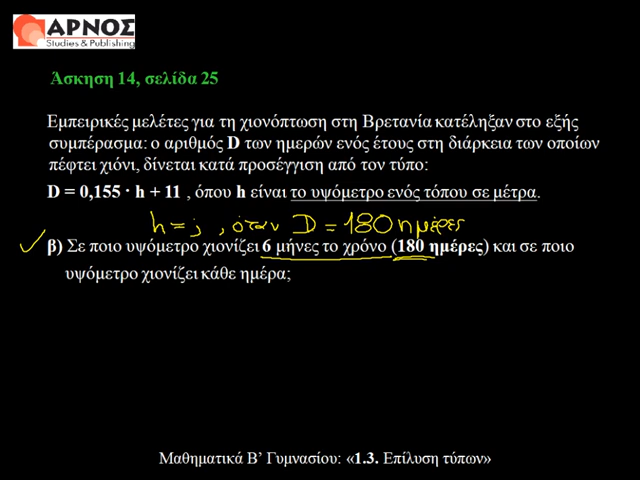 ΑΡΝΟΣ
Studies & Publishing
Άσκηση 14, σελίδα 25
Εμπειρικές μελέτες για τη χιονόπτωση στη Βρετανία κατέληξαν στο εξής
συμπέρασμα: ο αριθμός D των ημερών ενός έτους στη διάρκεια των οποίων
πέφτει χιόνι, δίνεται κατά προσέγγιση από τον τύπο:
D = 0,155 · h + 11 , όπου h είναι το υψόμετρο ενός τόπου σε μέτρα.
h = ; , όταν D = 180 ημέρες
β) Σε ποιο υψόμετρο χιονίζει 6 μήνες το χρόνο (180 ημέρες) και σε ποιο
υψόμετρο χιονίζει κάθε ημέρα;
Μαθηματικά Β’ Γυμνασίου: «1.3. Επίλυση τύπων»